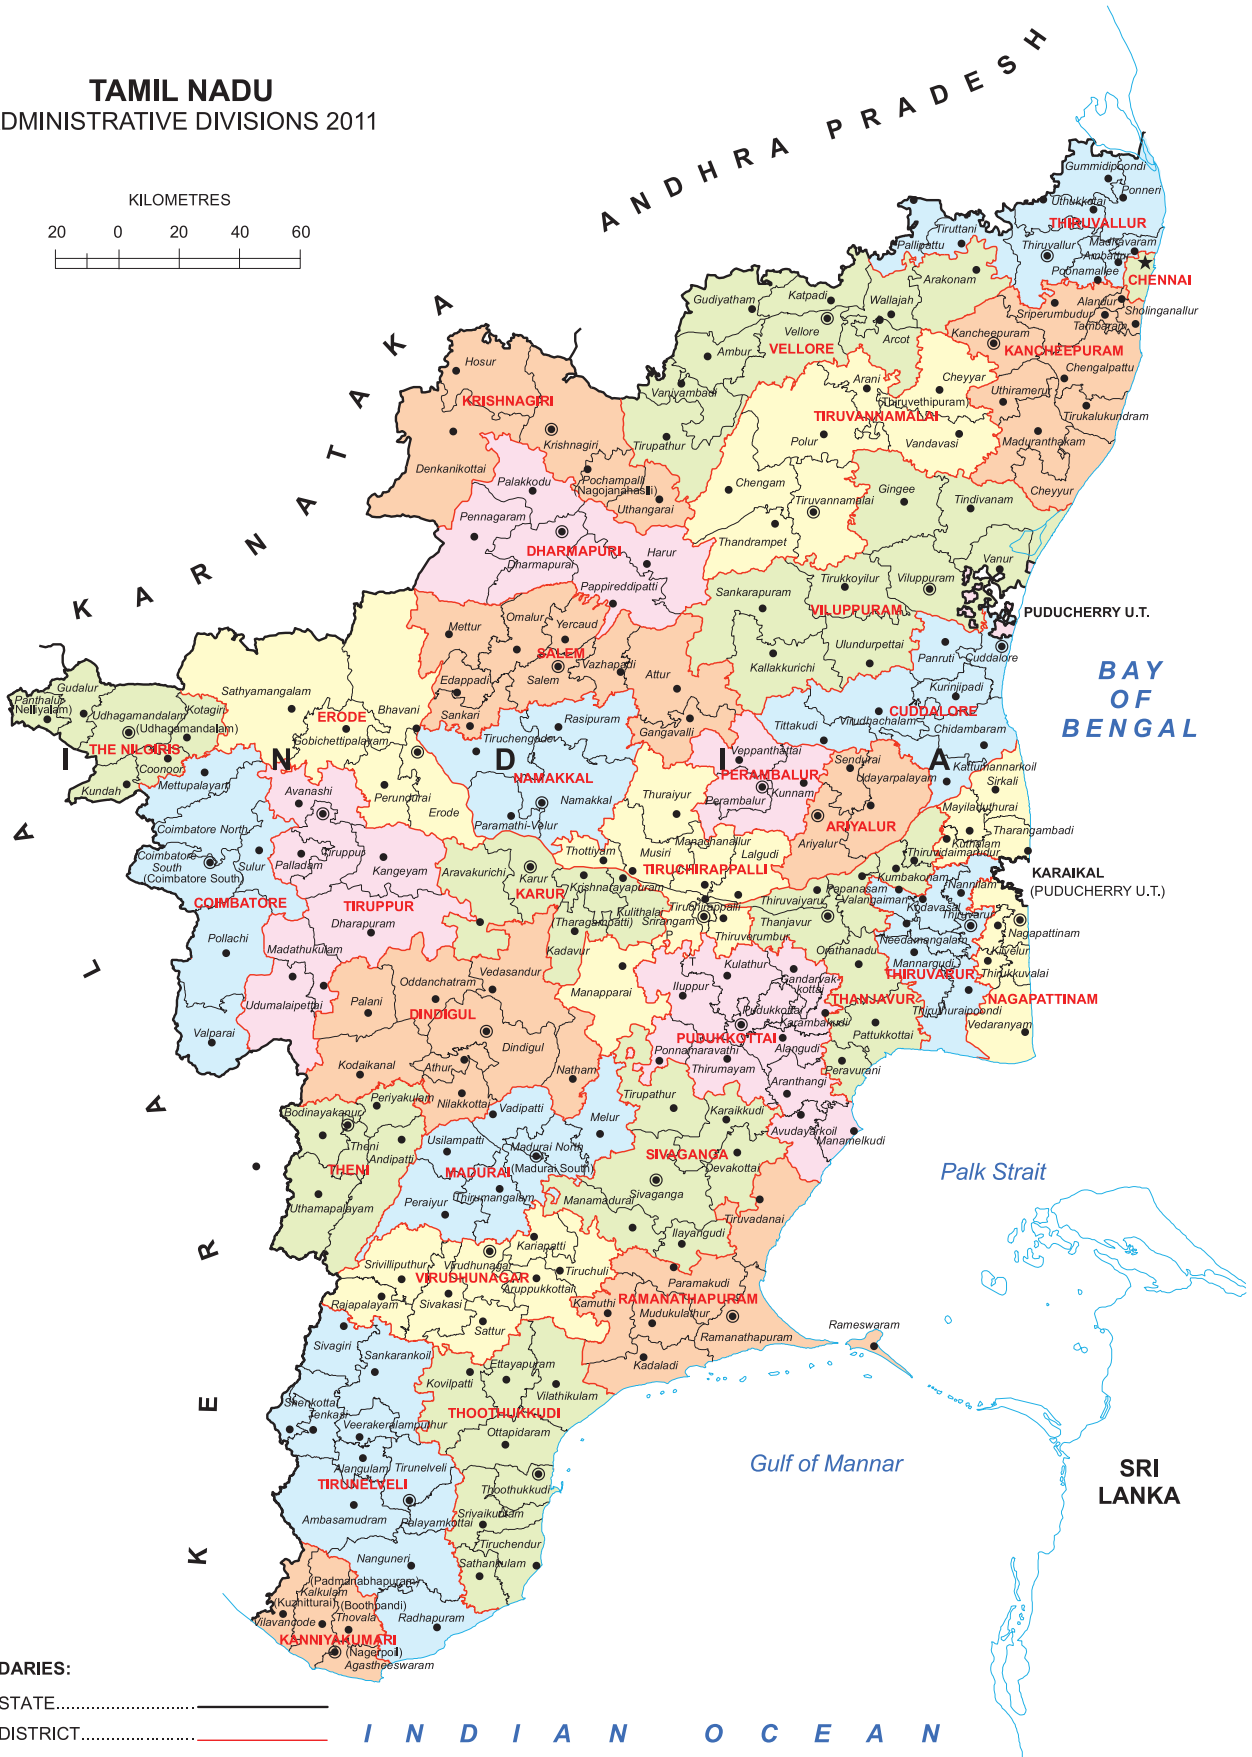 TAMIL NADU
DMINISTRATIVE DIVISIONS 2011
KILOMETRES
20 0 20 40 60
ANDHRA PRADESH
KARNATAKA
KERALA
INDIA
BAY
OF
BENGAL
Palk Strait
Gulf of Mannar
SRI
LANKA
INDIAN OCEAN
PUDUCHERRY U.T.
KARAIKAL
(PUDUCHERRY U.T.)
Gummidipoondi
Ponneri
Uthukkotai
THIRUVALLUR
Tiruttani
Pallipattu
Thiruvallur
Madhavaram
Ambattur
Poonamallee
CHENNAI
Arakonam
Katpadi
Gudiyatham
Wallajah
Vellore
VELLORE
Arcot
Ambur
Vaniyambadi
Tirupathur
Alandur
Sriperumbudur
Sholinganallur
Tambaram
Kancheepuram
KANCHEEPURAM
Chengalpattu
Uthiramerur
Tirukalukundram
Maduranthakam
Cheyyur
Arani
Cheyyar
(Thiruvethipuram)
TIRUVANNAMALAI
Polur
Vandavasi
Chengam
Tiruvannamalai
Thandrampet
Hosur
KRISHNAGIRI
Krishnagiri
Denkanikottai
Pochampalli
(Nagojanahasli)
Uthangarai
Palakkodu
Pennagaram
DHARMAPURI
Dharmapurai
Harur
Pappireddipatti
Gingee
Tindivanam
Vanur
Tirukkoyilur
Viluppuram
Sankarapuram
VILUPPURAM
Ulundurpettai
Kallakkurichi
Mettur
Omalur
Yercaud
SALEM
Vazhapadi
Attur
Edappadi
Salem
Sankari
Gangavalli
Panruti
Cuddalore
Kurinjipadi
CUDDALORE
Virudhachalam
Tittakudi
Chidambaram
Kattumannarkoil
Gudalur
Panthalur
(Nelliyalam)
Udhagamandalam
(Udhagamandalam)
Kotagiri
THE NILGIRIS
Coonoor
Kundah
Sathyamangalam
ERODE
Bhavani
Gobichettipalayam
Perundurai
Erode
Rasipuram
Tiruchengode
NAMAKKAL
Namakkal
Paramathi-Velur
Veppanthattai
PERAMBALUR
Perambalur
Kunnam
Sendurai
Udayarpalayam
ARIYALUR
Ariyalur
Mettupalayam
Coimbatore North
Coimbatore
South
(Coimbatore South)
Sulur
COIMBATORE
Pollachi
Valparai
Avanashi
Tiruppur
Palladam
Kangeyam
TIRUPPUR
Dharapuram
Madathukulam
Udumalaipettai
Aravakurichi
Karur
KARUR
Krishnarayapuram
Kulithalai
(Tharagampatti)
Kadavur
Thuraiyur
Thottiyam
Musiri
Manachanallur
Lalgudi
TIRUCHIRAPPALLI
Tiruchirappalli
Srirangam
Thiruverumbur
Manapparai
Sirkali
Mayiladuthurai
Tharangambadi
Kuthalam
Thiruvidaimarudur
Kumbakonam
Papanasam
Valangaiman
Thiruvaiyaru
Thanjavur
Orathanadu
THANJAVUR
Pattukkottai
Peravurani
Nannilam
Kodavasal
Thiruvarur
Needamangalam
Mannargudi
THIRUVARUR
Thiruthuraipoondi
Nagapattinam
Kilvelur
Thirukkuvalai
NAGAPATTINAM
Vedaranyam
Kulathur
Iluppur
Gandarvak-
kottai
Pudukkottai
Karambakudi
PUDUKKOTTAI
Alangudi
Ponnamaravathi
Thirumayam
Aranthangi
Avudayarkoil
Manamelkudi
Vedasandur
Oddanchatram
Palani
DINDIGUL
Dindigul
Kodaikanal
Athur
Natham
Nilakkottai
Periyakulam
Bodinayakanur
Theni
Andipatti
THENI
Uthamapalayam
Vadipatti
Melur
Usilampatti
Madurai North
(Madurai South)
MADURAI
Peraiyur
Thirumangalam
Tirupathur
Karaikkudi
SIVAGANGA
Devakottai
Sivaganga
Manamadurai
Ilayangudi
Tiruvadanai
Paramakudi
RAMANATHAPURAM
Kamuthi
Mudukulathur
Ramanathapuram
Kadaladi
Rameswaram
Kariapatti
Srivilliputhur
Virudhunagar
VIRUDHUNAGAR
Tiruchuli
Aruppukkottai
Rajapalayam
Sivakasi
Sattur
Sivagiri
Sankarankoil
Shenkottai
Tenkasi
Veerakeralamputhur
Alangulam
Tirunelveli
TIRUNELVELI
Ambasamudram
Palayamkottai
Nanguneri
Radhapuram
Ettayapuram
Kovilpatti
Vilathikulam
THOOTHUKKUDI
Ottapidaram
Thoothukkudi
Srivaikuntam
Tiruchendur
Sathankulam
(Padmanabhapuram)
Kalkulam
(Kuzhitturai)
(Boothpandi)
Vilavancode
Thovala
KANNIYAKUMARI
(Nagerpoil)
Agastheeswaram
DARIES:
STATE
DISTRICT